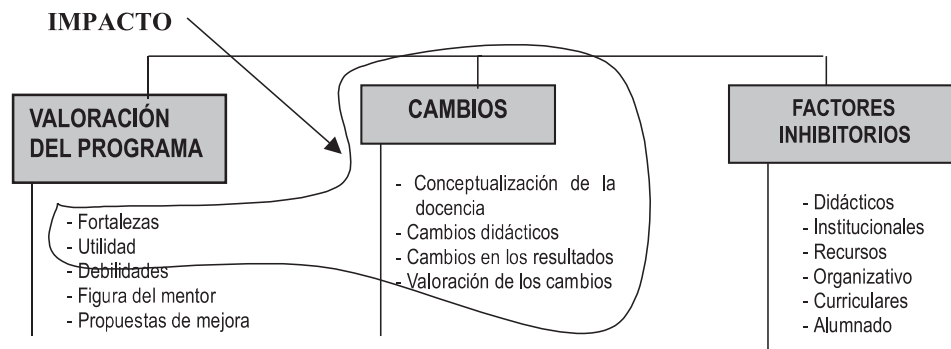 IMPACTO
VALORACIÓN
DEL PROGRAMA
- Fortalezas
- Utilidad
- Debilidades
- Figura del mentor
- Propuestas de mejora
CAMBIOS
- Conceptualización de la
docencia
- Cambios didácticos
- Cambios en los resultados
- Valoración de los cambios
FACTORES
INHIBITORIOS
- Didácticos
- Institucionales
- Recursos
- Organizativo
- Curriculares
- Alumnado